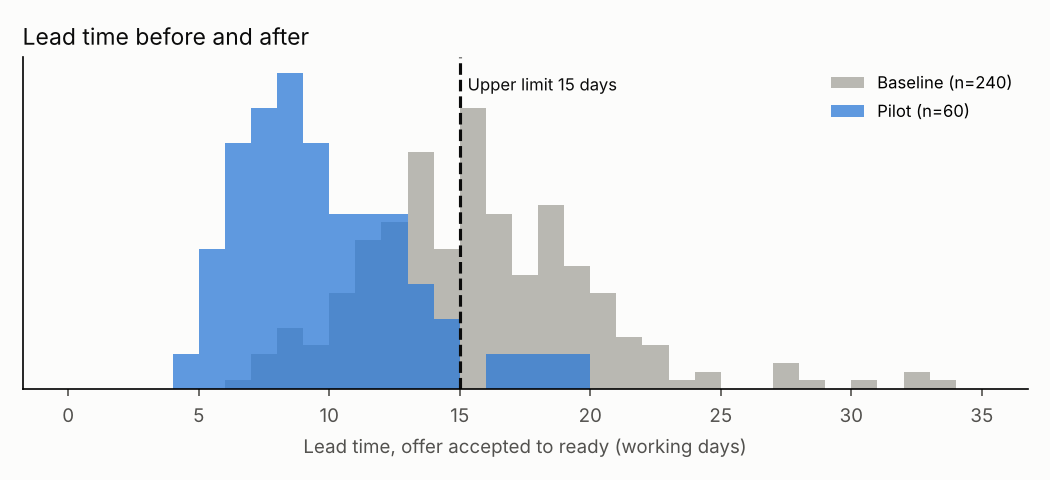 Lead time before and after
Upper limit 15 days
Baseline (n=240)
Pilot (n=60)
0 5 10 15 20 25 30 35
Lead time, offer accepted to ready (working days)